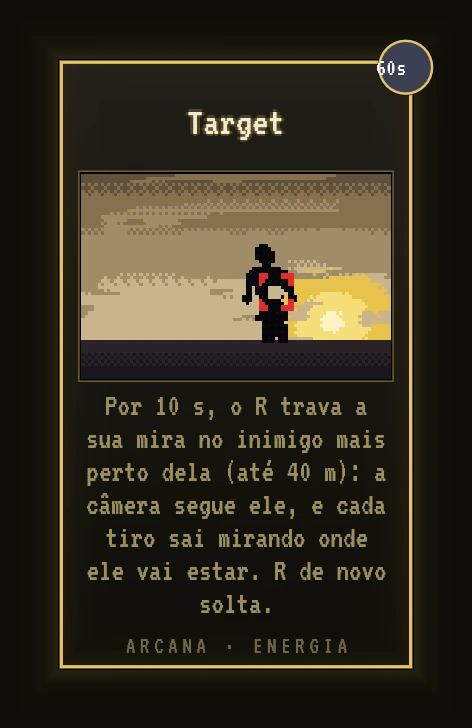 60s
Target
Por 10 s, o R trava a
sua mira no inimigo mais
perto dela (até 40 m): a
câmera segue ele, e cada
tiro sai mirando onde
ele vai estar. R de novo
solta.
ARCANA · ENERGIA